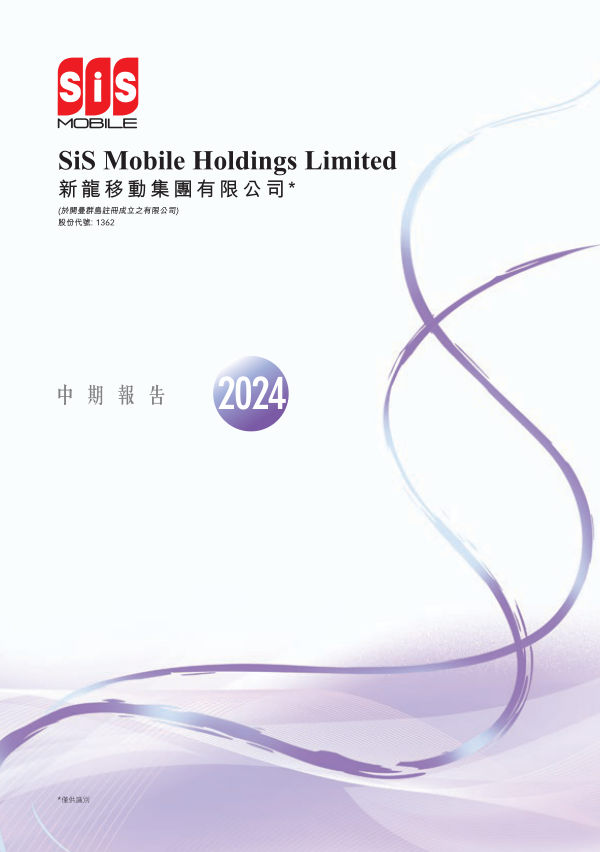 SiS
MOBILE
SiS Mobile Holdings Limited
新龍移動集團有限公司*
(於開曼群島註冊成立之有限公司)
股份代號: 1362
中期報告 2024
*僅供識別